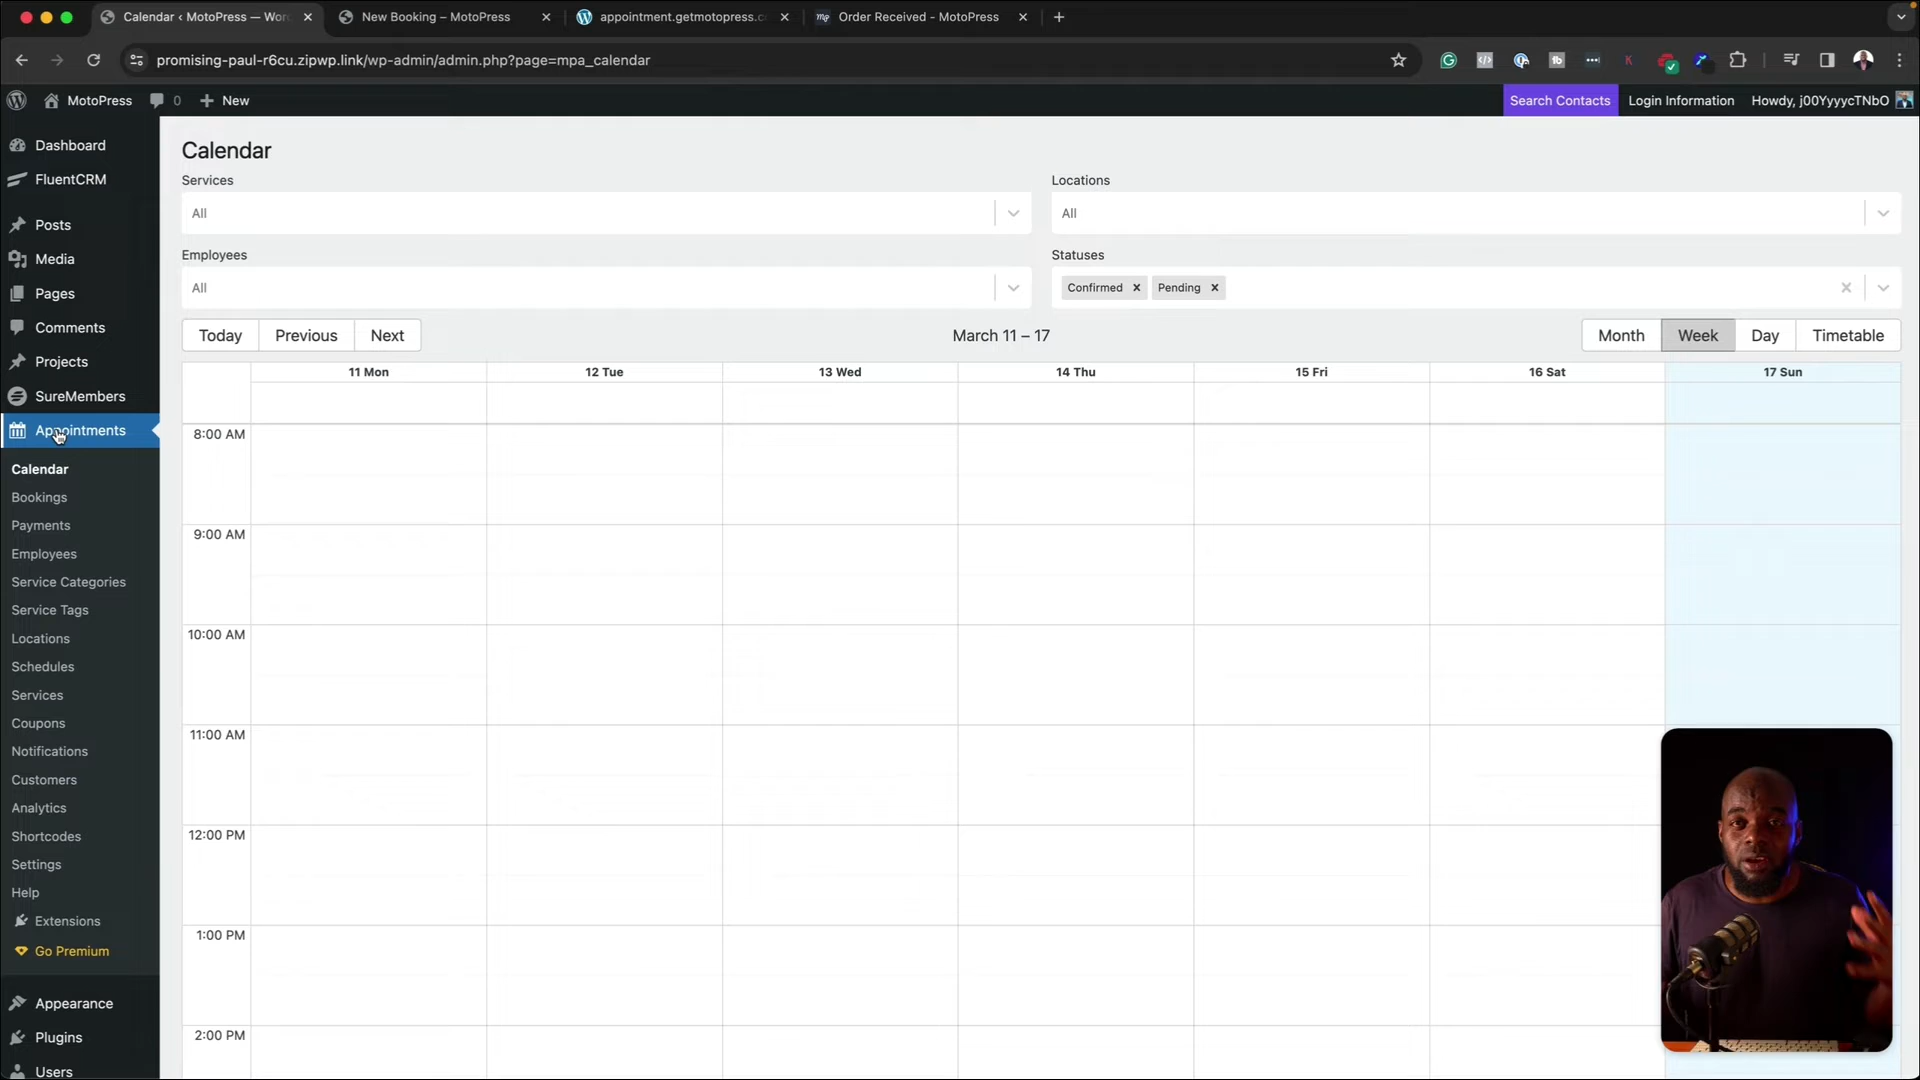 Calendar ‹ MotoPress — Wor
New Booking – MotoPress
appointment.getmotopress.c
Order Received - MotoPress
promising-paul-r6cu.zipwp.link/wp-admin/admin.php?page=mpa_calendar
MotoPress
0
New
Search Contacts
Login Information
Howdy, j00YyyycTNbO
Dashboard
FluentCRM
Posts
Media
Pages
Comments
Projects
SureMembers
Appointments
Calendar
Bookings
Payments
Employees
Service Categories
Service Tags
Locations
Schedules
Services
Coupons
Notifications
Customers
Analytics
Shortcodes
Settings
Help
Extensions
Go Premium
Appearance
Plugins
Users
Calendar
Services
All
Locations
All
Employees
All
Statuses
Confirmed
Pending
Today
Previous
Next
March 11 – 17
Month
Week
Day
Timetable
11 Mon
12 Tue
13 Wed
14 Thu
15 Fri
16 Sat
17 Sun
8:00 AM
9:00 AM
10:00 AM
11:00 AM
12:00 PM
1:00 PM
2:00 PM